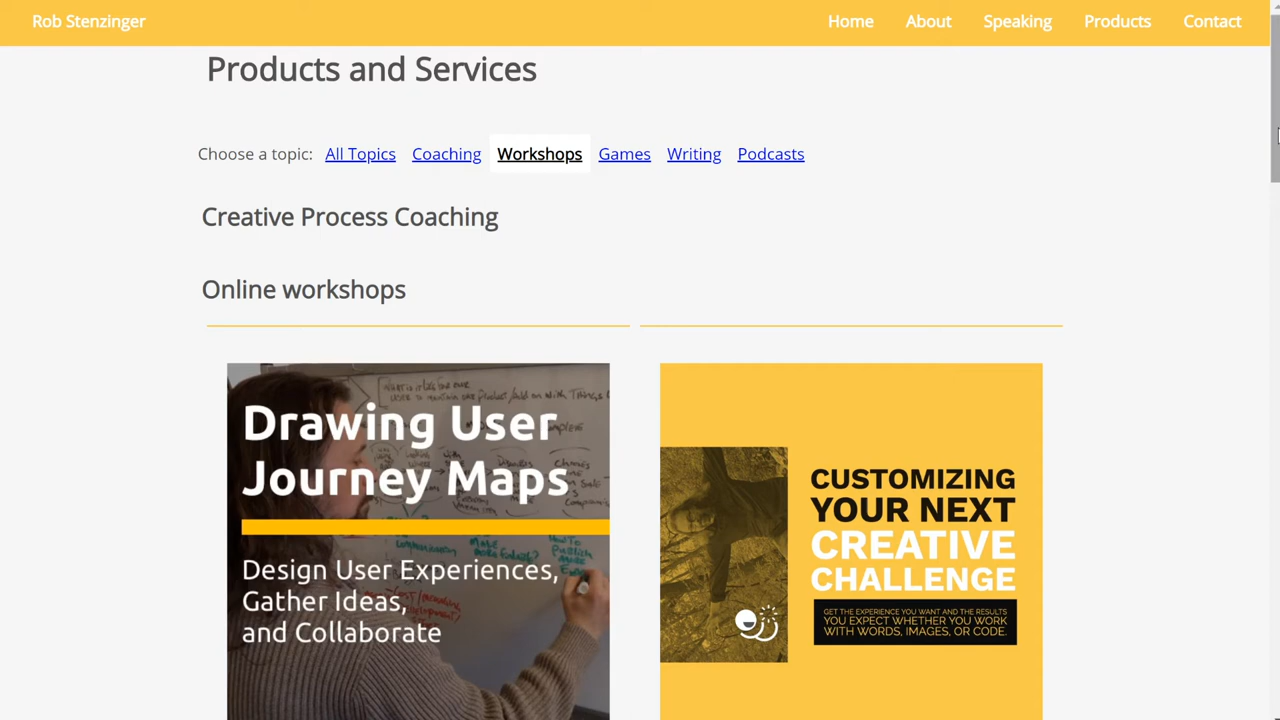 Rob Stenzinger Home About Speaking Products Contact
Products and Services
Choose a topic: All Topics Coaching Workshops Games Writing Podcasts
Creative Process Coaching
Online workshops
Drawing User
Journey Maps
Design User Experiences,
Gather Ideas,
and Collaborate
CUSTOMIZING
YOUR NEXT
CREATIVE
CHALLENGE
GET THE EXPERIENCE YOU WANT AND THE RESULTS
YOU EXPECT WHETHER YOU WORK
WITH WORDS, IMAGES, OR CODE.